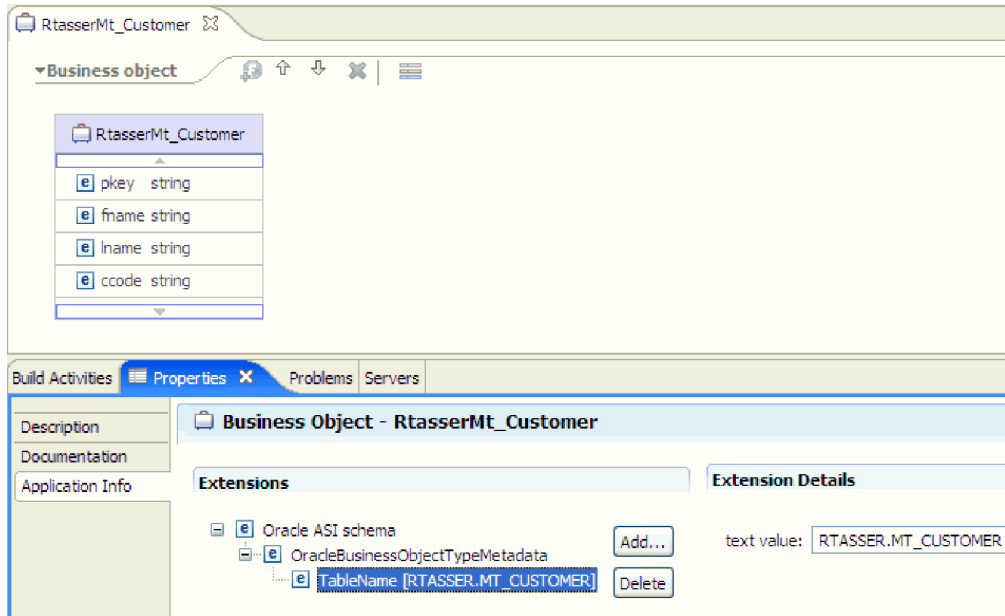 RtasserMt_Customer
Business object
RtasserMt_Customer
e pkey string
e fname string
e lname string
e ccode string
Build Activities Properties Problems Servers
Description
Documentation
Application Info
Business Object - RtasserMt_Customer
Extensions
e Oracle ASI schema
e OracleBusinessObjectTypeMetadata
e TableName [RTASSER.MT_CUSTOMER]
Add...
Delete
Extension Details
text value: RTASSER.MT_CUSTOMER